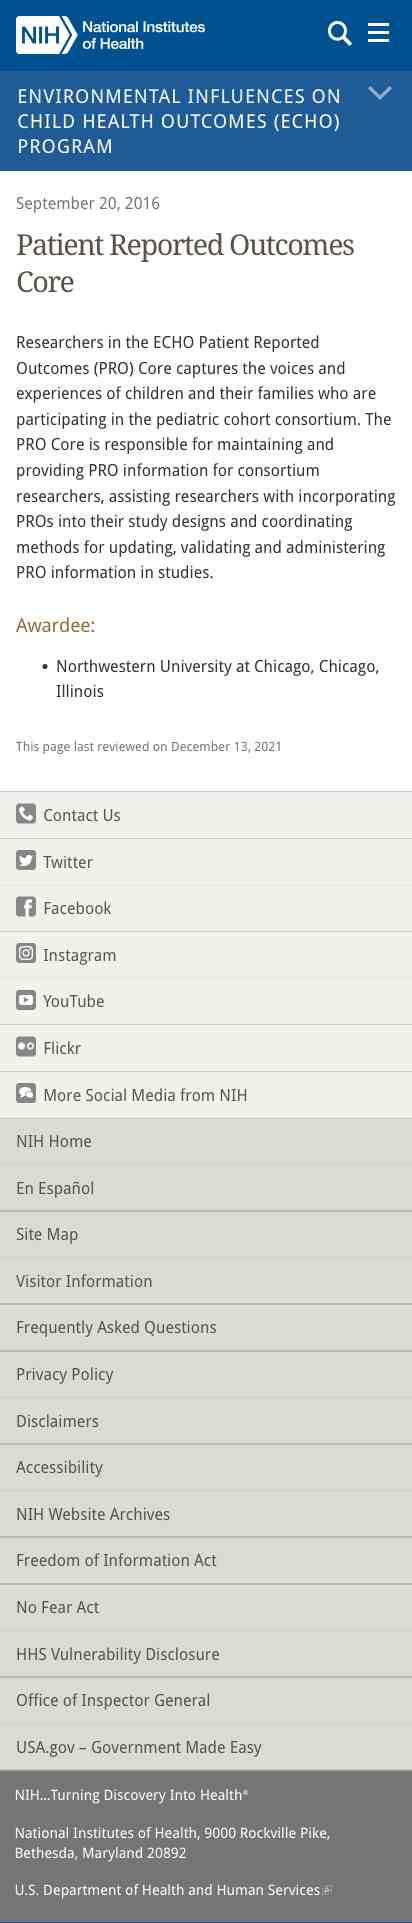 NIH National Institutes
of Health
ENVIRONMENTAL INFLUENCES ON
CHILD HEALTH OUTCOMES (ECHO)
PROGRAM
September 20, 2016
Patient Reported Outcomes
Core
Researchers in the ECHO Patient Reported
Outcomes (PRO) Core captures the voices and
experiences of children and their families who are
participating in the pediatric cohort consortium. The
PRO Core is responsible for maintaining and
providing PRO information for consortium
researchers, assisting researchers with incorporating
PROs into their study designs and coordinating
methods for updating, validating and administering
PRO information in studies.
Awardee:
• Northwestern University at Chicago, Chicago,
Illinois
This page last reviewed on December 13, 2021
Contact Us
Twitter
Facebook
Instagram
YouTube
Flickr
More Social Media from NIH
NIH Home
En Español
Site Map
Visitor Information
Frequently Asked Questions
Privacy Policy
Disclaimers
Accessibility
NIH Website Archives
Freedom of Information Act
No Fear Act
HHS Vulnerability Disclosure
Office of Inspector General
USA.gov – Government Made Easy
NIH…Turning Discovery Into Health®
National Institutes of Health, 9000 Rockville Pike,
Bethesda, Maryland 20892
U.S. Department of Health and Human Services